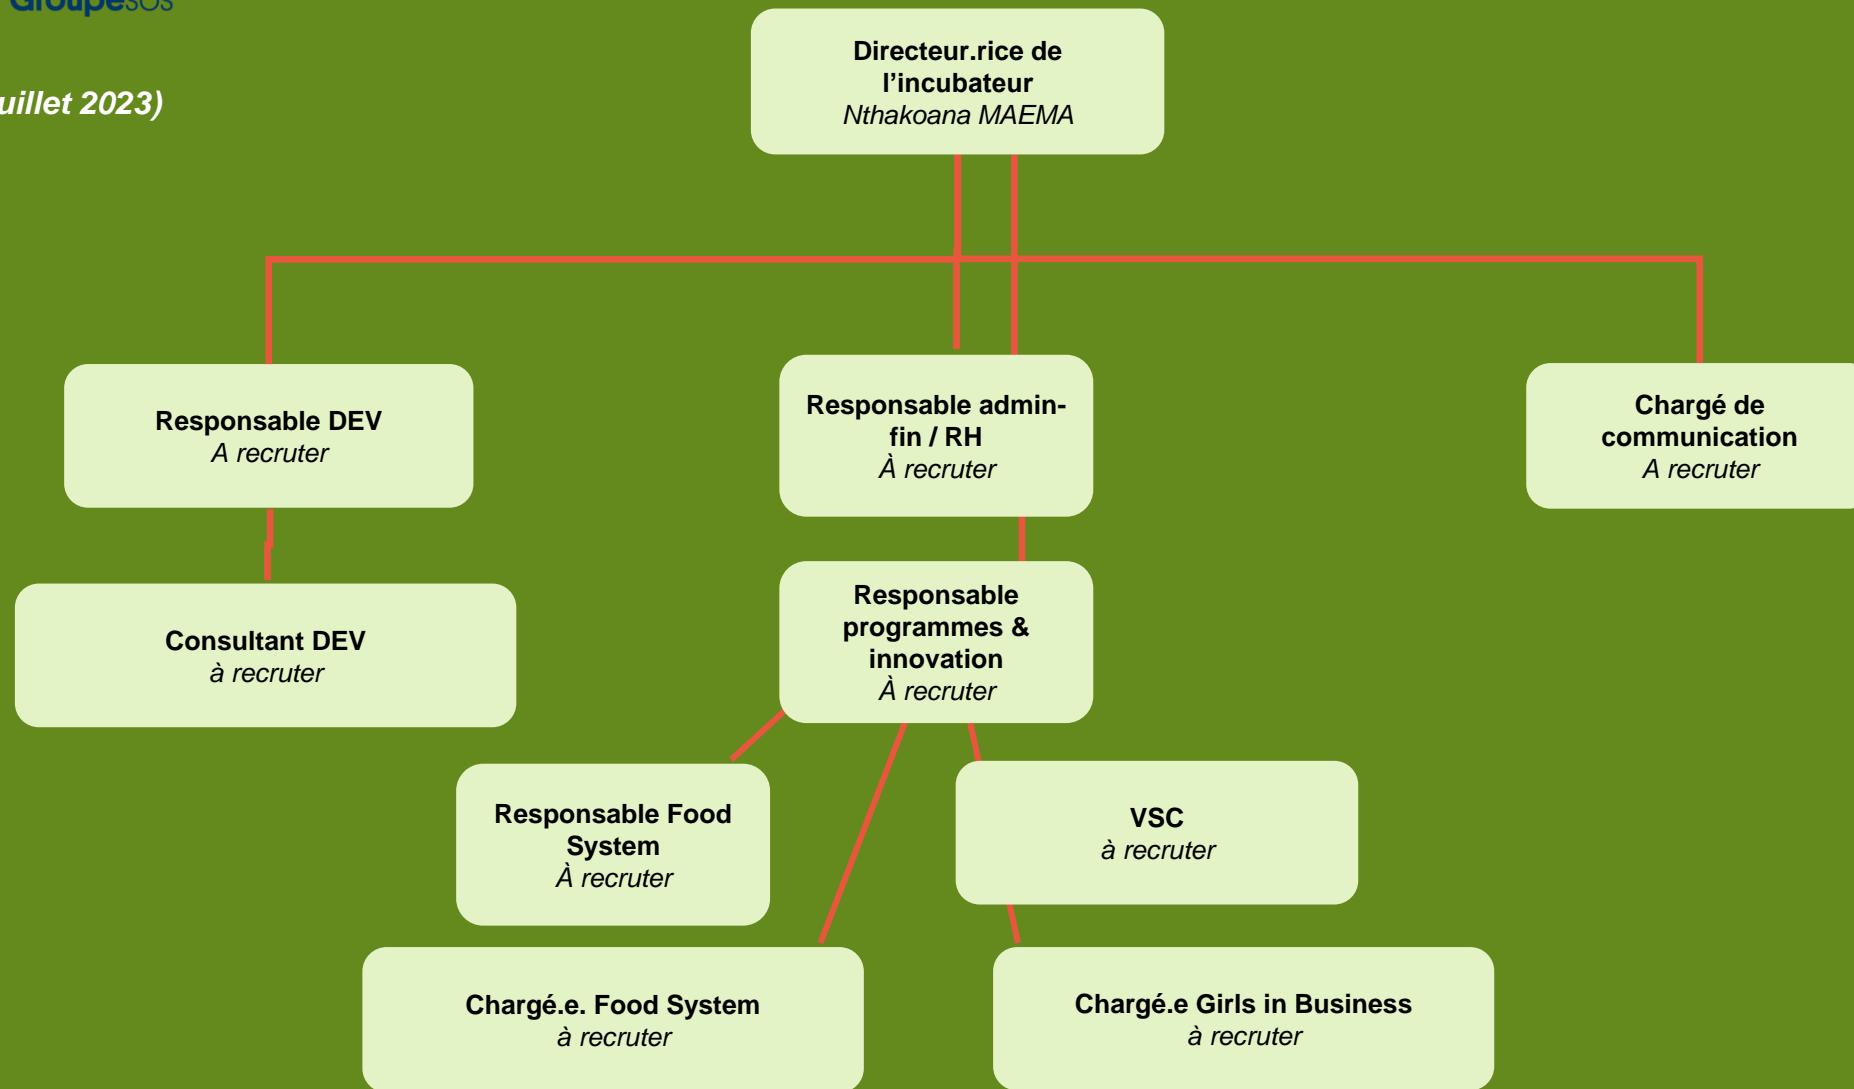 GroupeSOS
uillet 2023)
Directeur.rice de
l'incubateur
Nthakoana MAEMA
Responsable DEV
A recruter
Responsable admin-
fin / RH
À recruter
Chargé de
communication
A recruter
Consultant DEV
à recruter
Responsable
programmes &
innovation
À recruter
Responsable Food
System
À recruter
VSC
à recruter
Chargé.e. Food System
à recruter
Chargé.e Girls in Business
à recruter